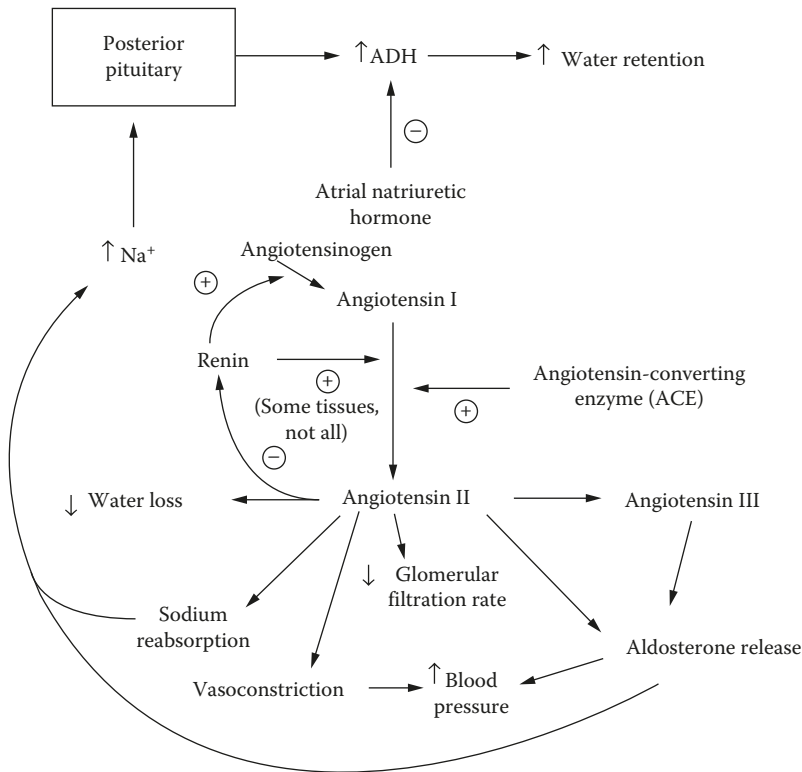 Posterior
pituitary
↑ADH
↑ Water retention
−
Atrial natriuretic
hormone
↑ Na⁺
Angiotensinogen
+
Angiotensin I
Renin
+
(Some tissues,
not all)
Angiotensin-converting
enzyme (ACE)
+
−
↓ Water loss
Angiotensin II
Angiotensin III
↓ Glomerular
filtration rate
Sodium
reabsorption
Aldosterone release
Vasoconstriction
↑ Blood
pressure